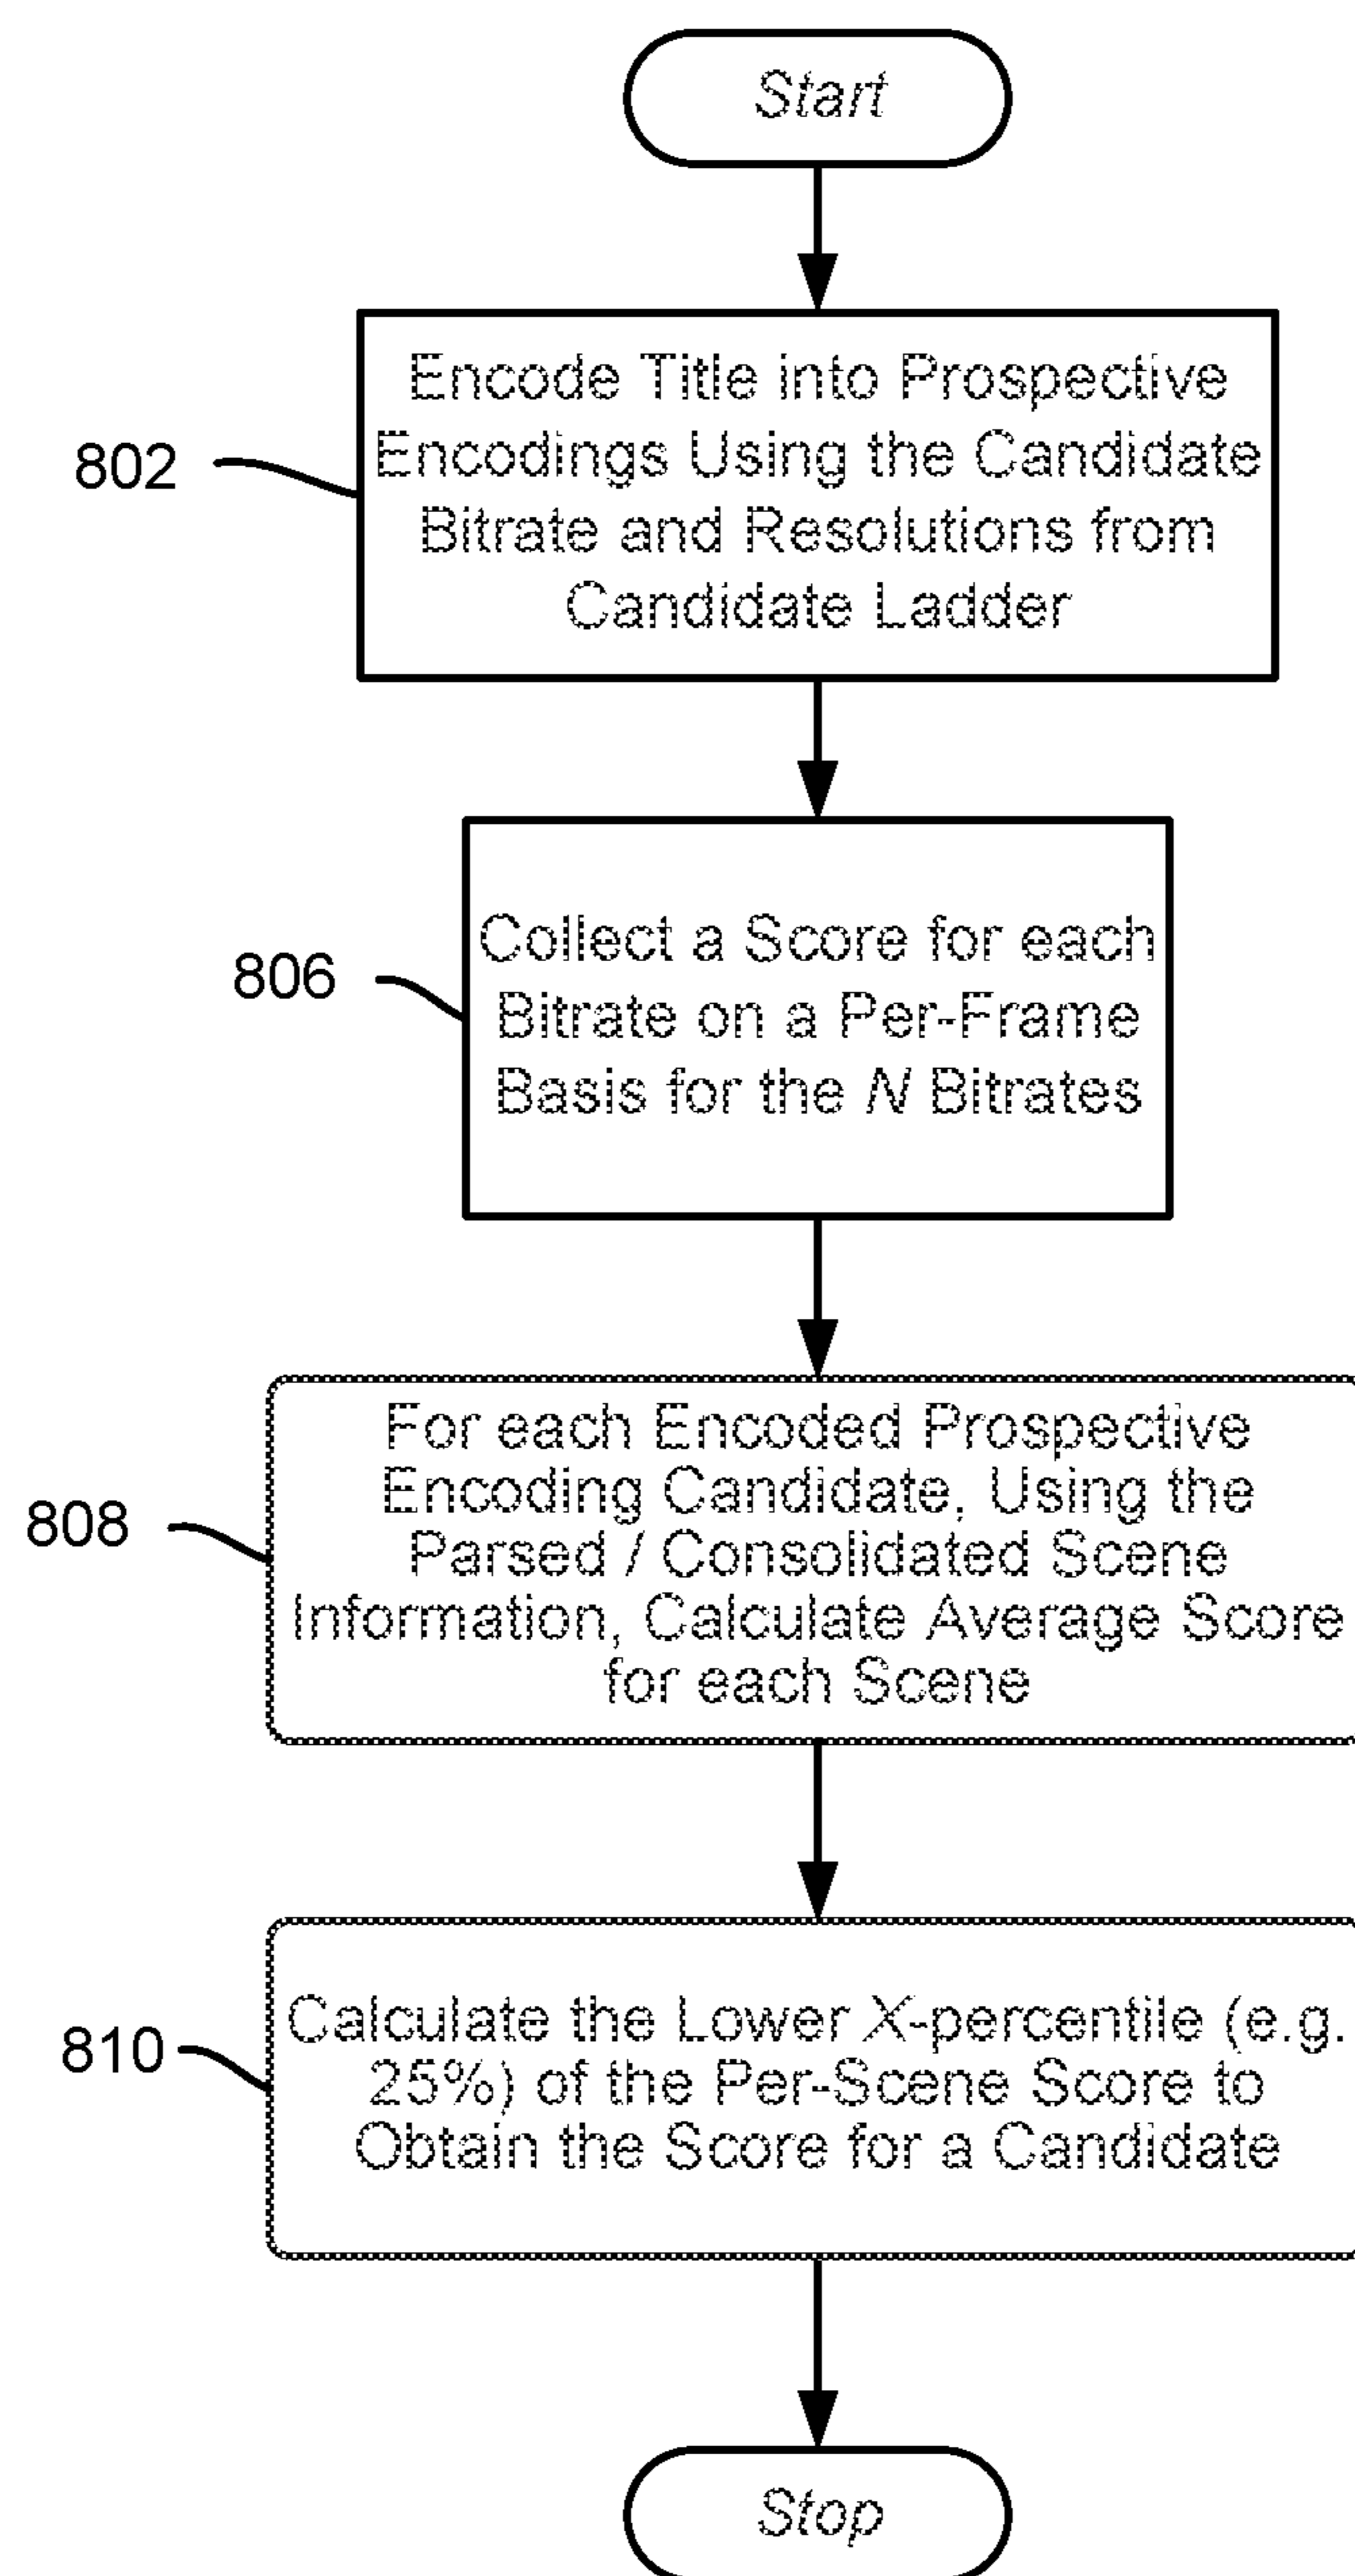 Start
802
Encode Title into Prospective
Encodings Using the Candidate
Bitrate and Resolutions from
Candidate Ladder
806
Collect a Score for each
Bitrate on a Per-Frame
Basis for the N Bitrates
808
For each Encoded Prospective
Encoding Candidate, Using the
Parsed / Consolidated Scene
Information, Calculate Average Score
for each Scene
810
Calculate the Lower X-percentile (e.g.
25%) of the Per-Scene Score to
Obtain the Score for a Candidate
Stop